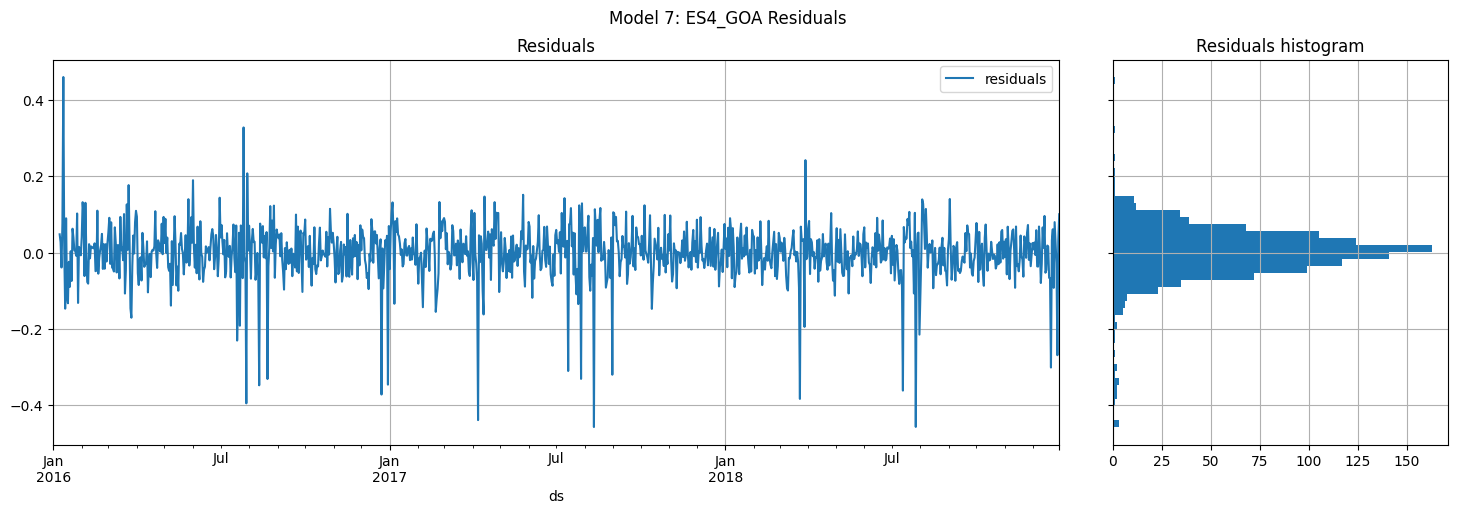 Model 7: ES4_GOA Residuals
Residuals
Residuals histogram
residuals
0.4
0.2
0.0
−0.2
−0.4
Jan
2016
Jul
Jan
2017
Jul
Jan
2018
Jul
ds
0
25
50
75
100
125
150